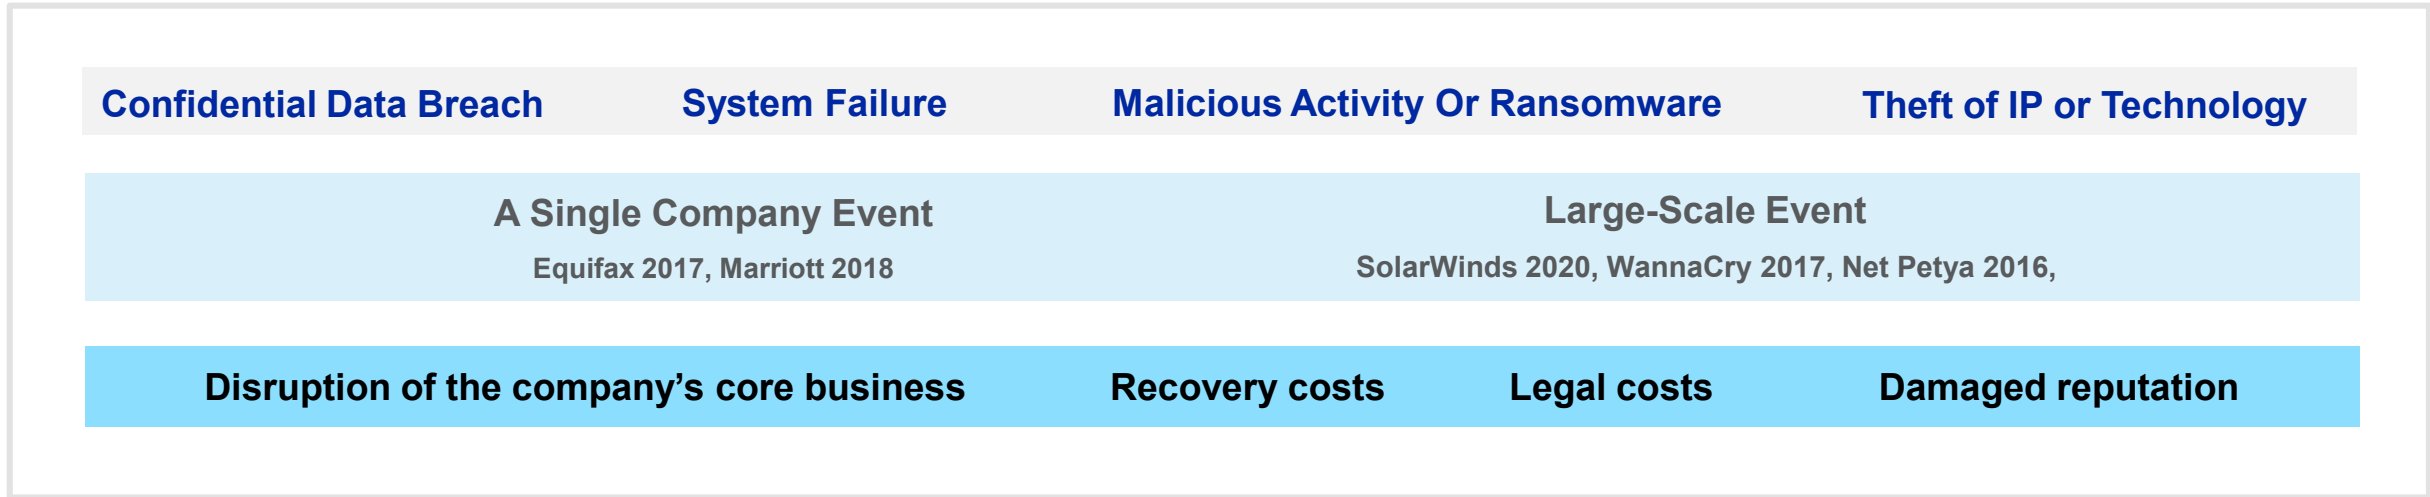 Confidential Data Breach System Failure Malicious Activity Or Ransomware Theft of IP or Technology
A Single Company Event Large-Scale Event
Equifax 2017, Marriott 2018 SolarWinds 2020, WannaCry 2017, Net Petya 2016,
Disruption of the company’s core business Recovery costs Legal costs Damaged reputation